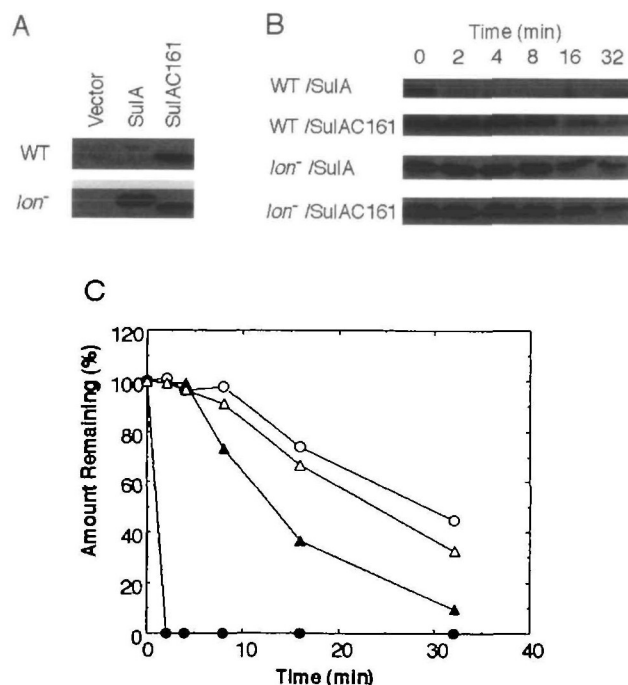 A
Vector
SulA
SulAC161
WT
lon⁻
B
Time (min)
0 2 4 8 16 32
WT /SulA
WT/SulAC161
lon⁻ /SulA
lon⁻ /SulAC161
C
Amount Remaining (%)
120
100
80
60
40
20
0
0 10 20 30 40
Time (min)